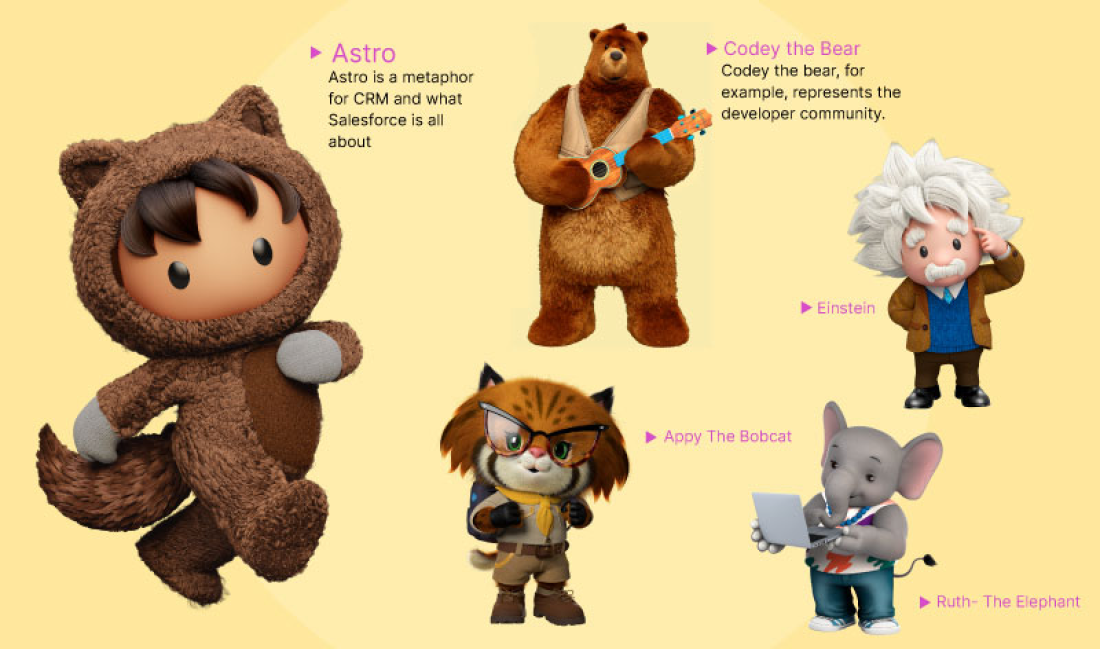 Astro
Astro is a metaphor
for CRM and what
Salesforce is all
about
Codey the Bear
Codey the bear, for
example, represents the
developer community.
Einstein
Appy The Bobcat
Ruth- The Elephant